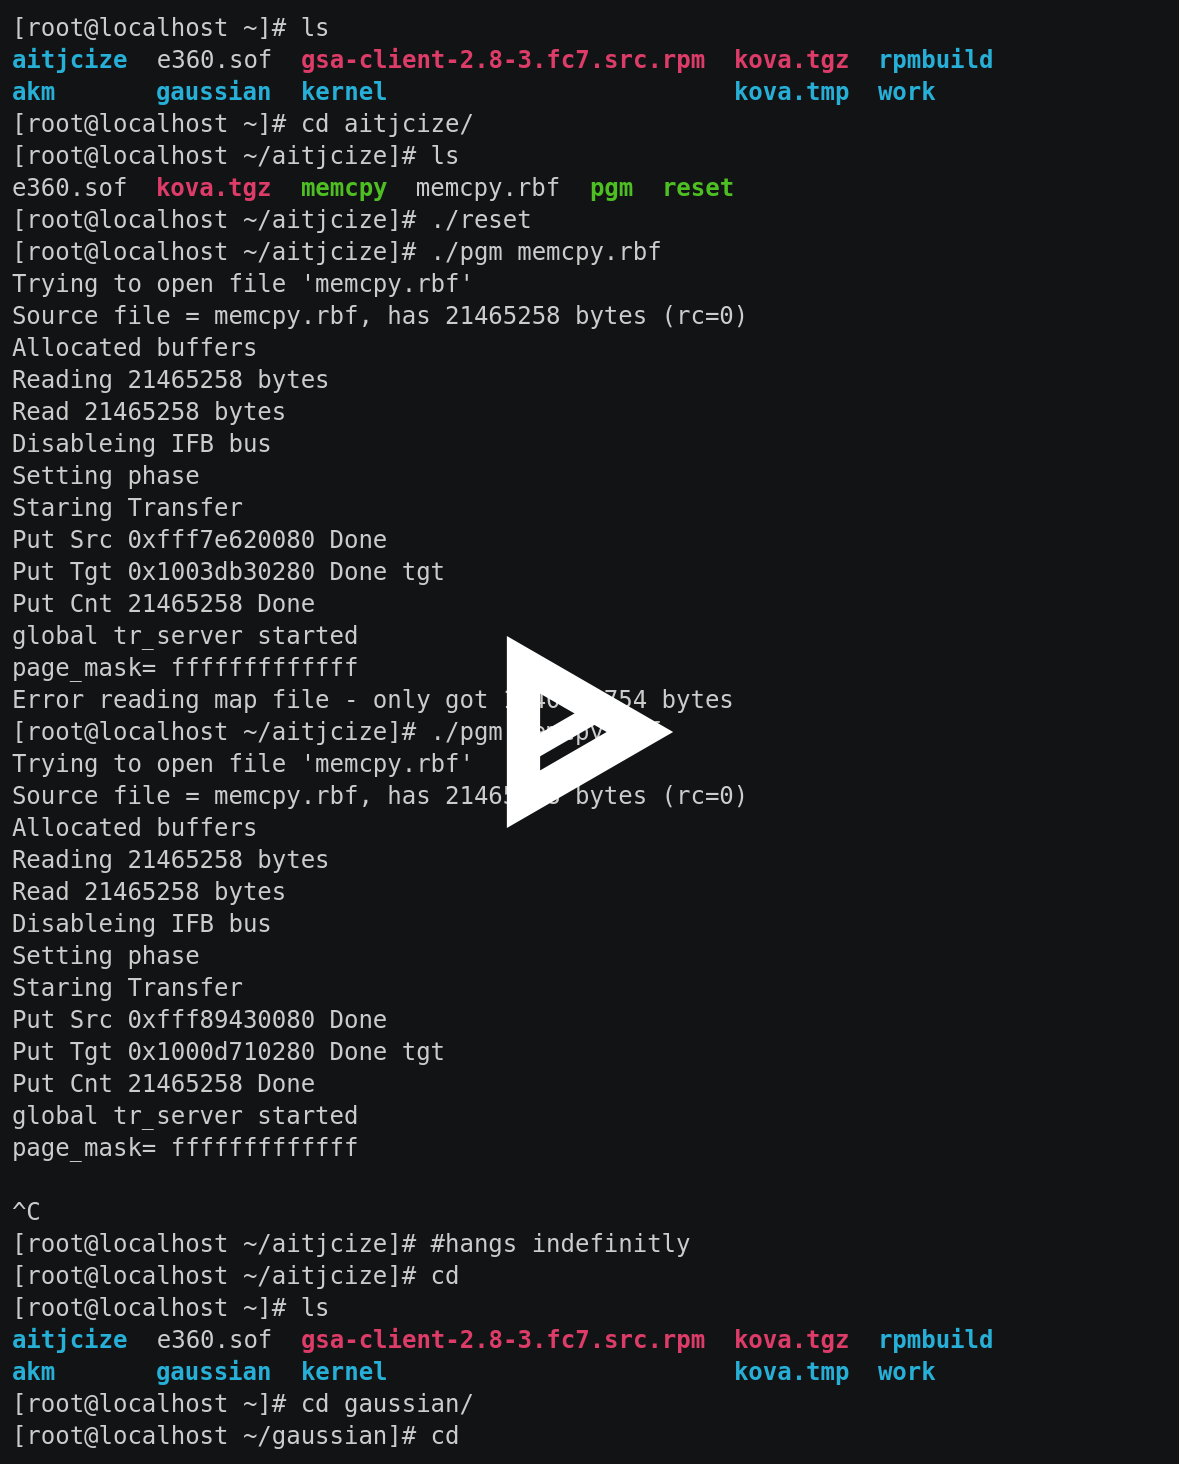 [root@localhost ~]# ls
aitjcize  e360.sof  gsa-client-2.8-3.fc7.src.rpm  kova.tgz  rpmbuild
akm       gaussian  kernel                        kova.tmp  work
[root@localhost ~]# cd aitjcize/
[root@localhost ~/aitjcize]# ls
e360.sof  kova.tgz  memcpy  memcpy.rbf  pgm  reset
[root@localhost ~/aitjcize]# ./reset
[root@localhost ~/aitjcize]# ./pgm memcpy.rbf
Trying to open file 'memcpy.rbf'
Source file = memcpy.rbf, has 21465258 bytes (rc=0)
Allocated buffers
Reading 21465258 bytes
Read 21465258 bytes
Disableing IFB bus
Setting phase
Staring Transfer
Put Src 0xfff7e620080 Done
Put Tgt 0x1003db30280 Done tgt
Put Cnt 21465258 Done
global tr_server started
page_mask= fffffffffffff
Error reading map file - only got bytes
[root@localhost ~/aitjcize]# ./pgm
Trying to open file 'memcpy.rbf'
Source file = memcpy.rbf, has 21465258 bytes (rc=0)
Allocated buffers
Reading 21465258 bytes
Read 21465258 bytes
Disableing IFB bus
Setting phase
Staring Transfer
Put Src 0xfff89430080 Done
Put Tgt 0x1000d710280 Done tgt
Put Cnt 21465258 Done
global tr_server started
page_mask= fffffffffffff
^C
[root@localhost ~/aitjcize]# #hangs indefinitly
[root@localhost ~/aitjcize]# cd
[root@localhost ~]# ls
aitjcize  e360.sof  gsa-client-2.8-3.fc7.src.rpm  kova.tgz  rpmbuild
akm       gaussian  kernel                        kova.tmp  work
[root@localhost ~]# cd gaussian/
[root@localhost ~/gaussian]# cd